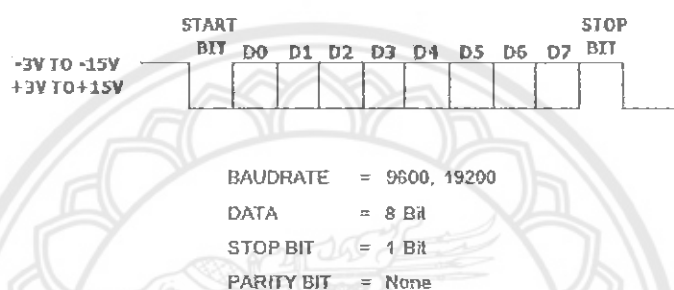 START STOP
BIT D0 D1 D2 D3 D4 D5 D6 D7 BIT
-3V TO -15V
+3V TO +15V
BAUDRATE = 9600, 19200
DATA = 8 Bit
STOP BIT = 1 Bit
PARITY BIT = None